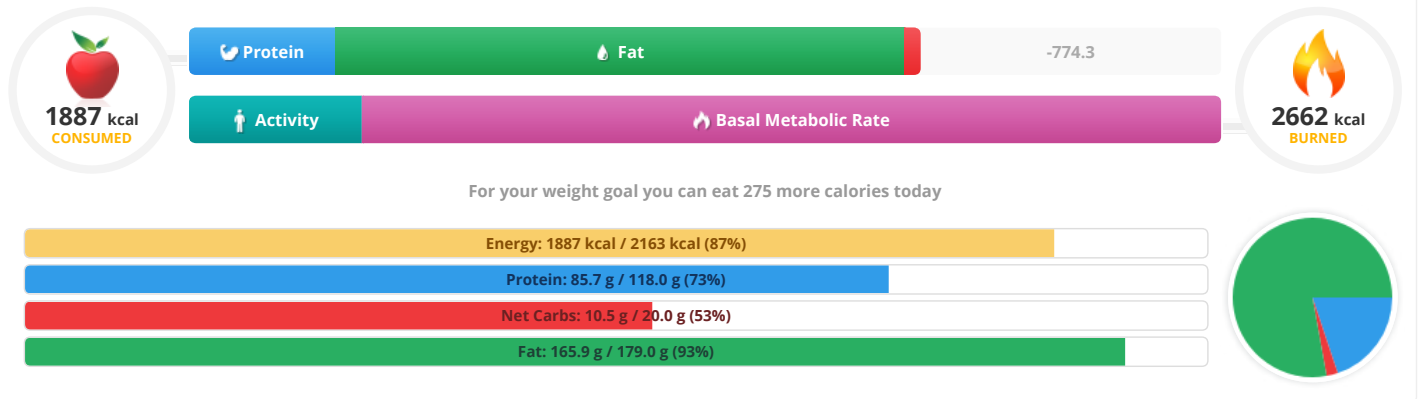 1887 kcal
CONSUMED
Protein
Fat
-774.3
Activity
Basal Metabolic Rate
2662 kcal
BURNED
For your weight goal you can eat 275 more calories today
Energy: 1887 kcal / 2163 kcal (87%)
Protein: 85.7 g / 118.0 g (73%)
Net Carbs: 10.5 g / 20.0 g (53%)
Fat: 165.9 g / 179.0 g (93%)